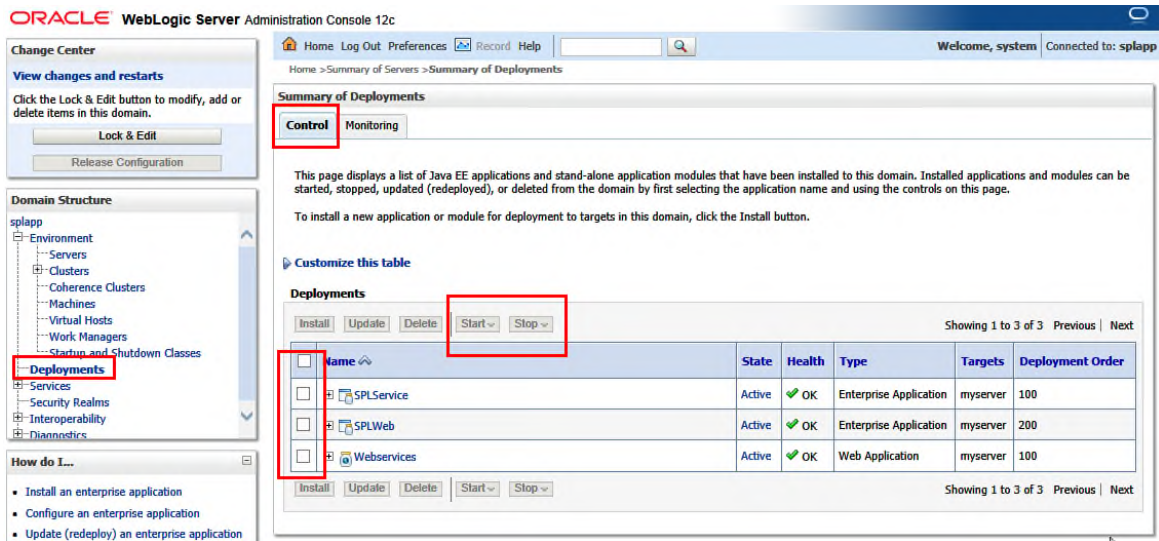 ORACLE WebLogic Server Administration Console 12c
Change Center
View changes and restarts
Click the Lock & Edit button to modify, add or
delete items in this domain.
Lock & Edit
Release Configuration
Domain Structure
splapp
Environment
Servers
Clusters
Coherence Clusters
Machines
Virtual Hosts
Work Managers
Startup and Shutdown Classes
Deployments
Services
Security Realms
Interoperability
Diagnostics
How do I...
Install an enterprise application
Configure an enterprise application
Update (redeploy) an enterprise application
Home Log Out Preferences Record Help
Welcome, system Connected to: splapp
Home >Summary of Servers >Summary of Deployments
Summary of Deployments
Control Monitoring
This page displays a list of Java EE applications and stand-alone application modules that have been installed to this domain. Installed applications and modules can be
started, stopped, updated (redeployed), or deleted from the domain by first selecting the application name and using the controls on this page.
To install a new application or module for deployment to targets in this domain, click the Install button.
Customize this table
Deployments
Install Update Delete Start Stop Showing 1 to 3 of 3 Previous | Next
Name State Health Type Targets Deployment Order
SPLService Active OK Enterprise Application myserver 100
SPLWeb Active OK Enterprise Application myserver 200
Webservices Active OK Web Application myserver 100
Install Update Delete Start Stop Showing 1 to 3 of 3 Previous | Next